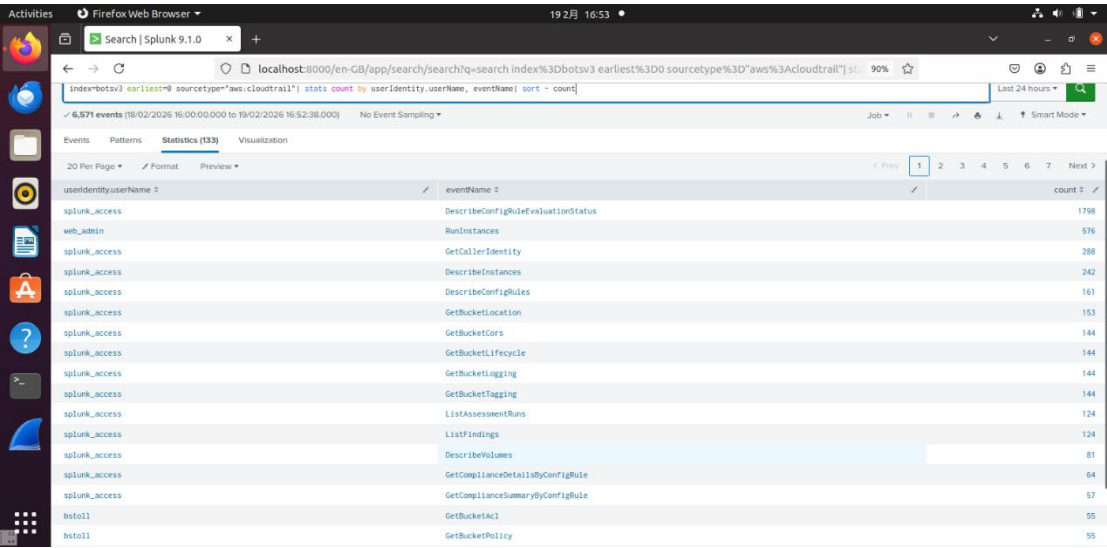 Activities Firefox Web Browser 19 2月 16:53
Search | Splunk 9.1.0
localhost:8000/en-GB/app/search/search?q=search index%3Dbotsv3 earliest%3D0 sourcetype%3D"aws%3Acloudtrail"| st 90%
index=botsv3 earliest=0 sourcetype="aws:cloudtrail"| stats count by userIdentity.userName, eventName| sort - count Last 24 hours
6,571 events (18/02/2026 16:00:00.000 to 19/02/2026 16:52:38.000) No Event Sampling Job Smart Mode
Events Patterns Statistics (133) Visualization
20 Per Page Format Preview < Prev 1 2 3 4 5 6 7 Next >
userIdentity.userName eventName count
splunk_access DescribeConfigRuleEvaluationStatus 1798
web_admin RunInstances 576
splunk_access GetCallerIdentity 288
splunk_access DescribeInstances 242
splunk_access DescribeConfigRules 161
splunk_access GetBucketLocation 153
splunk_access GetBucketCors 144
splunk_access GetBucketLifecycle 144
splunk_access GetBucketLogging 144
splunk_access GetBucketTagging 144
splunk_access ListAssessmentRuns 124
splunk_access ListFindings 124
splunk_access DescribeVolumes 81
splunk_access GetComplianceDetailsByConfigRule 64
splunk_access GetComplianceSummaryByConfigRule 57
bstoll GetBucketAcl 55
bstoll GetBucketPolicy 55